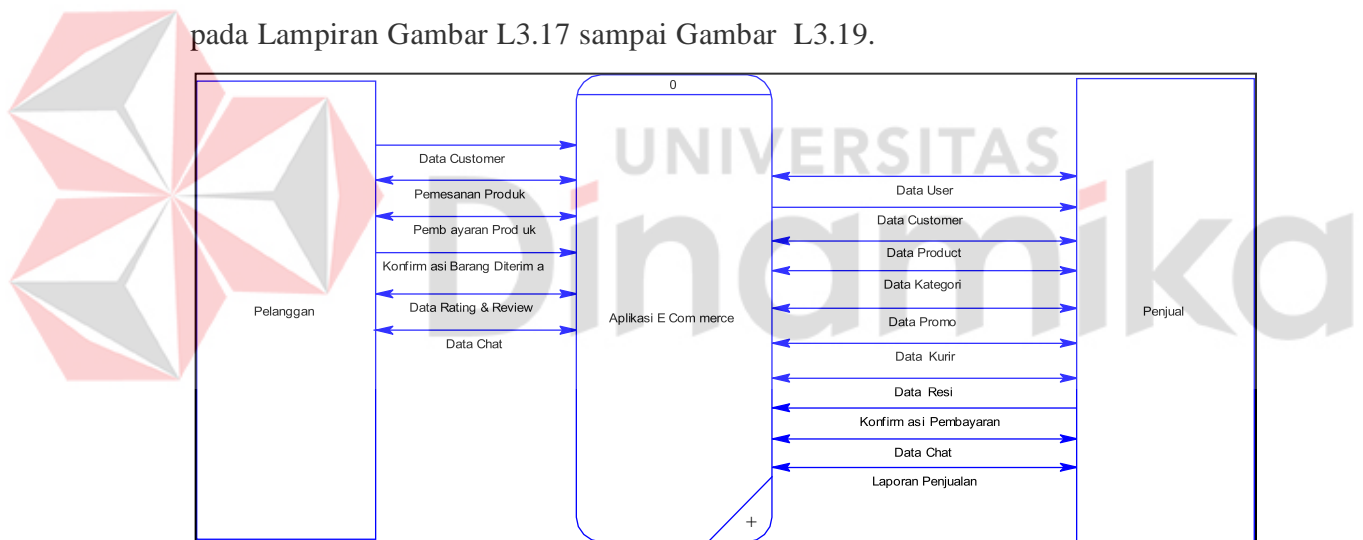 pada Lampiran Gambar L3.17 sampai Gambar L3.19.
UNIVERSITAS
Dinamika
Pelanggan
Data Customer
Pemesanan Produk
Pemb ayaran Prod uk
Konfirm asi Barang Diterim a
Data Rating & Review
Data Chat
0
Aplikasi E Com merce
+
Data User
Data Customer
Data Product
Data Kategori
Data Promo
Data Kurir
Data Resi
Konfirm asi Pembayaran
Data Chat
Laporan Penjualan
Penjual